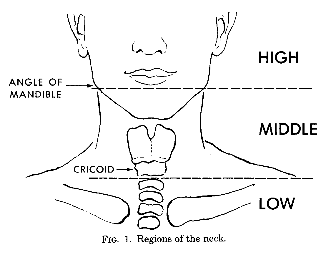 HIGH
ANGLE OF
MANDIBLE
MIDDLE
CRICOID
LOW
FIG. 1. Regions of the neck.